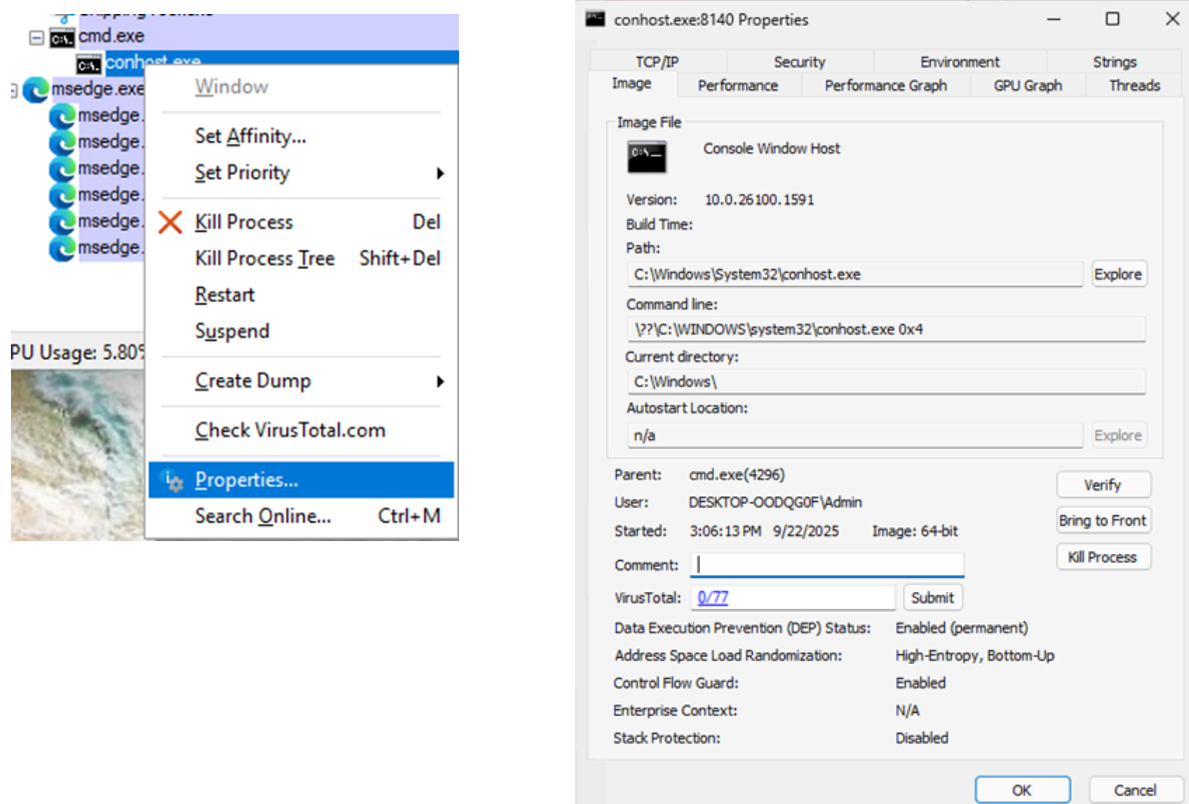 cmd.exe
conhost.exe
msedge.exe
msedge.
msedge.
msedge.
msedge.
msedge.
msedge.
PU Usage: 5.80%
Window
Set Affinity...
Set Priority
Kill Process Del
Kill Process Tree Shift+Del
Restart
Suspend
Create Dump
Check VirusTotal.com
Properties...
Search Online... Ctrl+M
conhost.exe:8140 Properties
TCP/IP Security Environment Strings
Image Performance Performance Graph GPU Graph Threads
Image File
Console Window Host
Version: 10.0.26100.1591
Build Time:
Path:
C:\Windows\System32\conhost.exe Explore
Command line:
\??\C:\WINDOWS\system32\conhost.exe 0x4
Current directory:
C:\Windows\
Autostart Location:
n/a Explore
Parent: cmd.exe(4296) Verify
User: DESKTOP-OODQG0F\Admin
Bring to Front
Started: 3:06:13 PM 9/22/2025 Image: 64-bit
Kill Process
Comment:
VirusTotal: 0/77 Submit
Data Execution Prevention (DEP) Status: Enabled (permanent)
Address Space Load Randomization: High-Entropy, Bottom-Up
Control Flow Guard: Enabled
Enterprise Context: N/A
Stack Protection: Disabled
OK Cancel